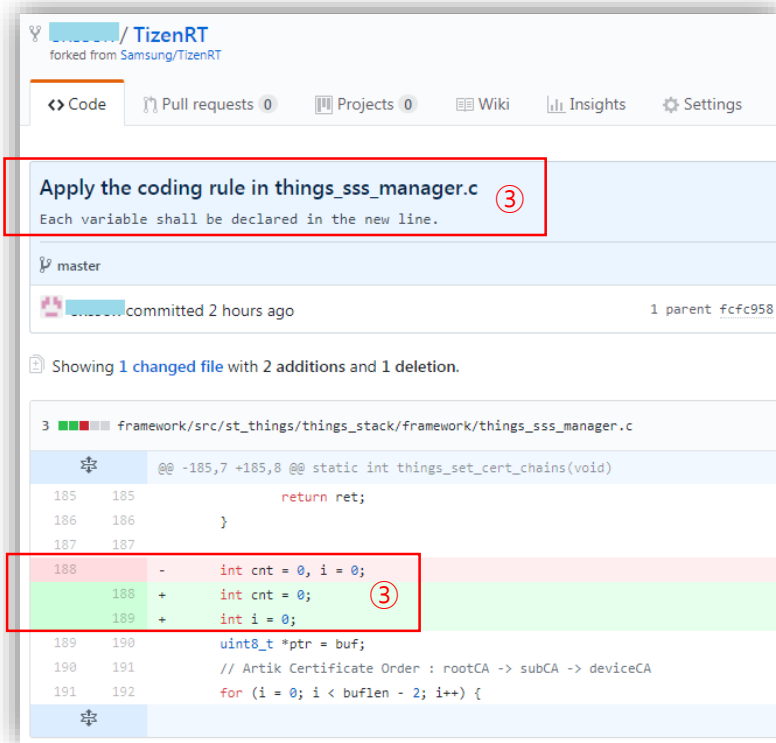 / TizenRT
forked from Samsung/TizenRT
<> Code Pull requests 0 Projects 0 Wiki Insights Settings
Apply the coding rule in things_sss_manager.c ③
Each variable shall be declared in the new line.
master
committed 2 hours ago 1 parent fcfc958
Showing 1 changed file with 2 additions and 1 deletion.
3 framework/src/st_things/things_stack/framework/things_sss_manager.c
@@ -185,7 +185,8 @@ static int things_set_cert_chains(void)
185 185 return ret;
186 186 }
187 187
188 - int cnt = 0, i = 0;
188 + int cnt = 0; ③
189 + int i = 0;
189 190 uint8_t *ptr = buf;
190 191 // Artik Certificate Order : rootCA -> subCA -> deviceCA
191 192 for (i = 0; i < buflen - 2; i++) {